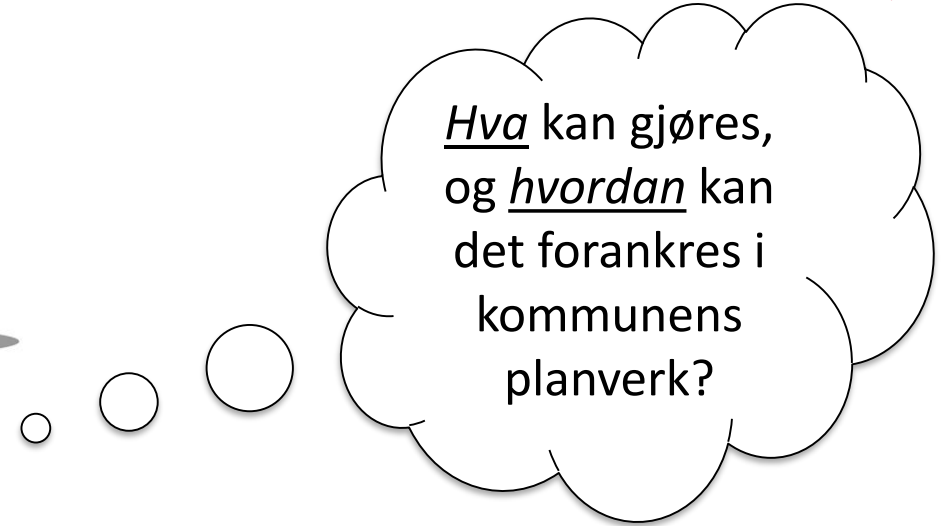 Hva kan gjøres,
og hvordan kan
det forankres i
kommunens
planverk?